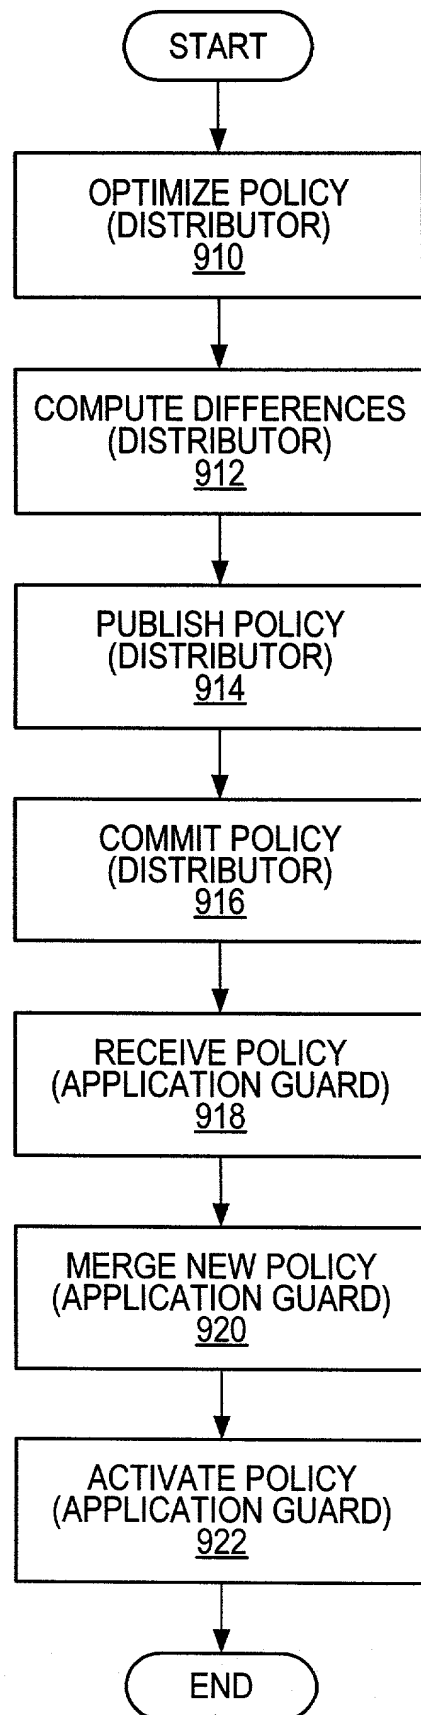 START
OPTIMIZE POLICY
(DISTRIBUTOR)
910
COMPUTE DIFFERENCES
(DISTRIBUTOR)
912
PUBLISH POLICY
(DISTRIBUTOR)
914
COMMIT POLICY
(DISTRIBUTOR)
916
RECEIVE POLICY
(APPLICATION GUARD)
918
MERGE NEW POLICY
(APPLICATION GUARD)
920
ACTIVATE POLICY
(APPLICATION GUARD)
922
END